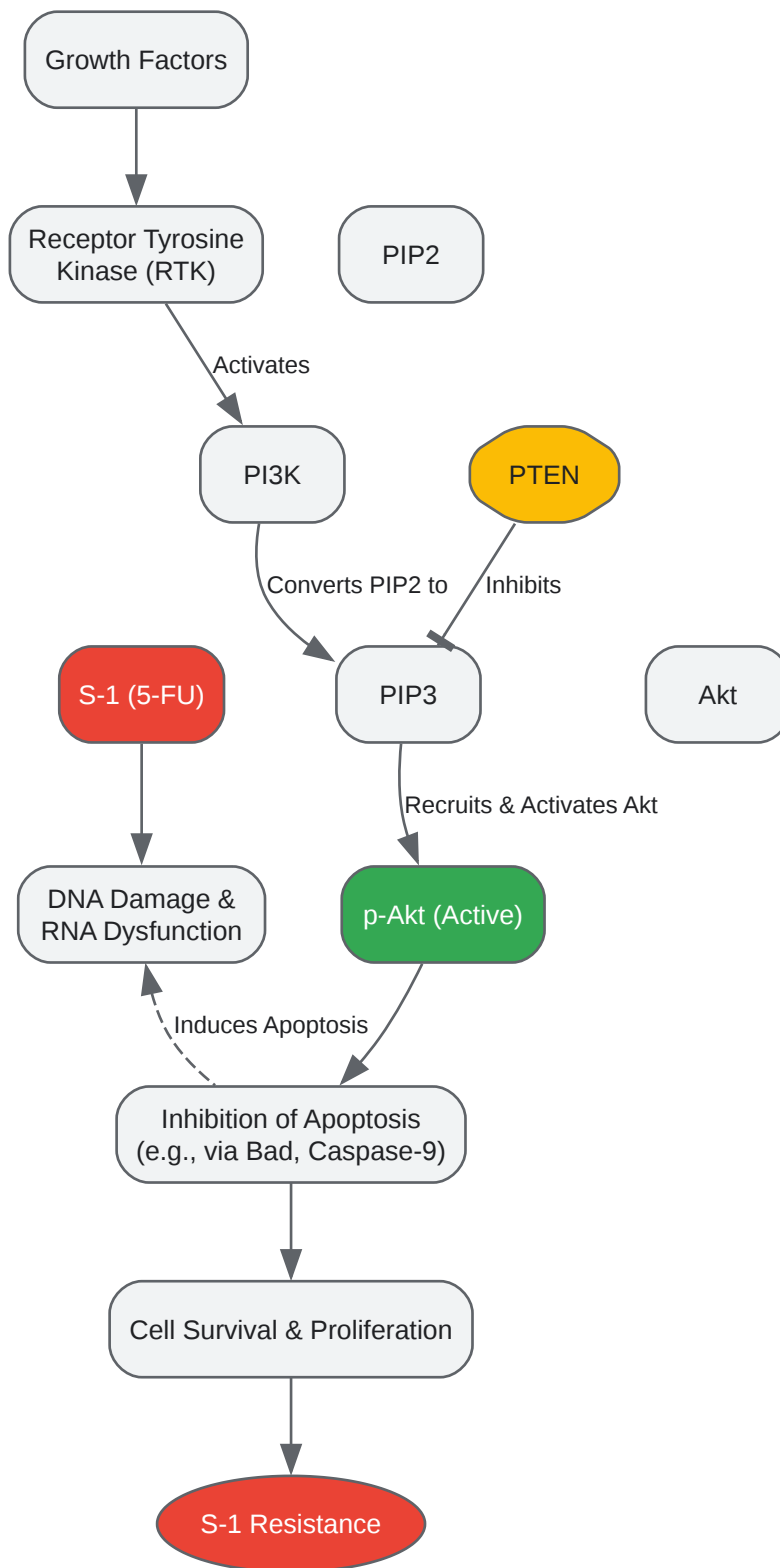 Growth Factors
Receptor Tyrosine
Kinase (RTK)
PIP2
Activates
PI3K
PTEN
Converts PIP2 to
Inhibits
S-1 (5-FU)
PIP3
Akt
Recruits & Activates Akt
DNA Damage &
RNA Dysfunction
p-Akt (Active)
Induces Apoptosis
Inhibition of Apoptosis
(e.g., via Bad, Caspase-9)
Cell Survival & Proliferation
S-1 Resistance